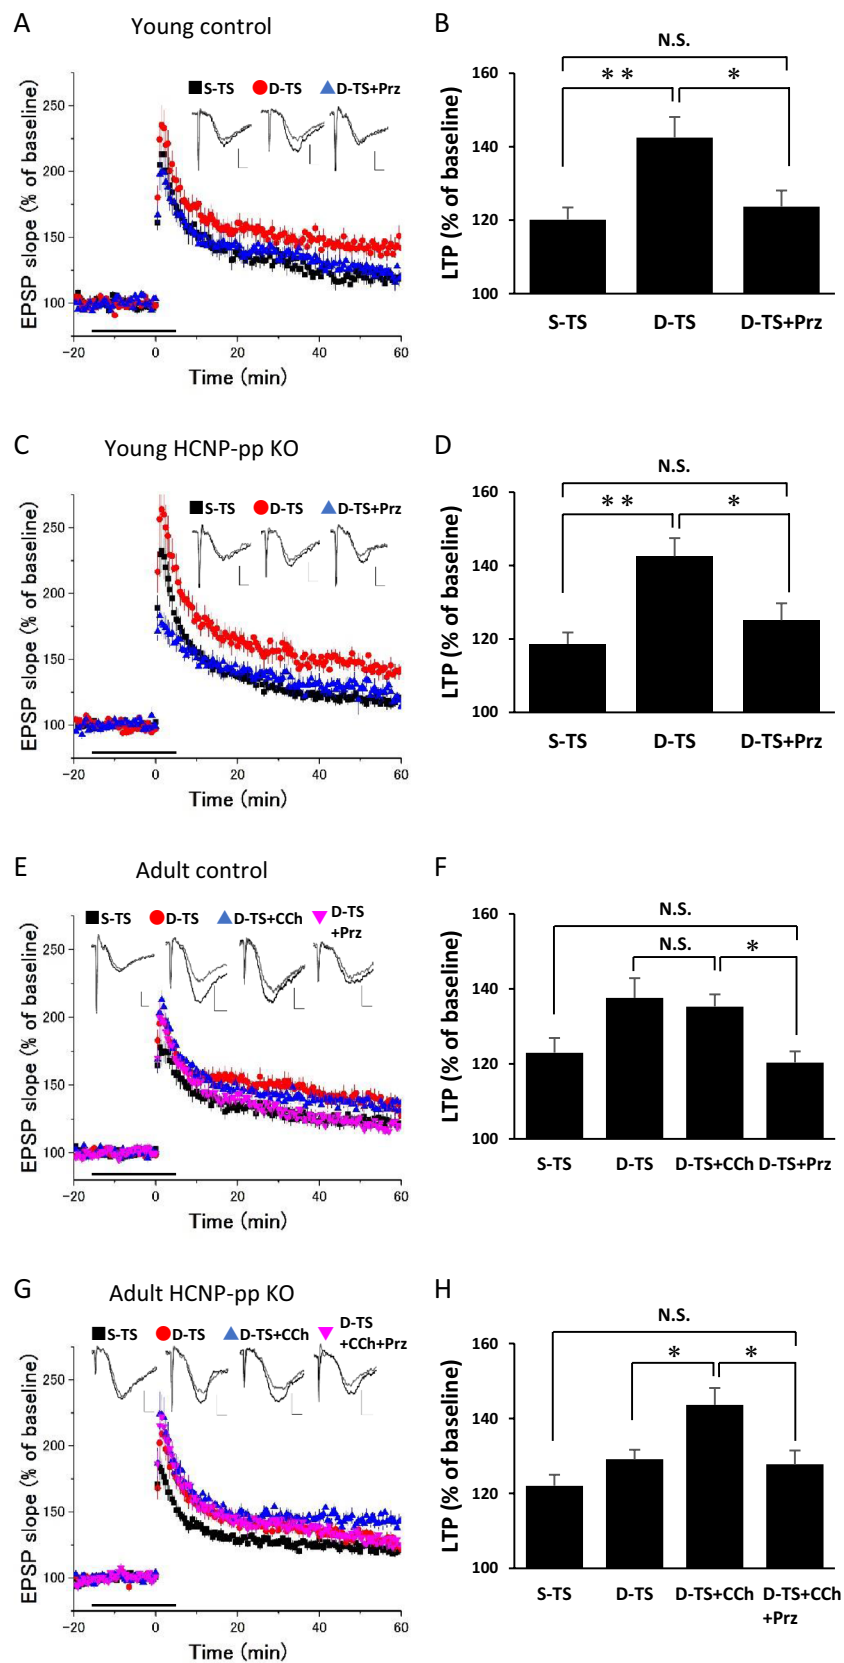 A
Young control
EPSP slope (% of baseline)
250
200
150
100
S-TS D-TS D-TS+Prz
-20 0 20 40 60
Time (min)
B
N.S.
** *
LTP (% of baseline)
160
140
120
100
S-TS D-TS D-TS+Prz
C
Young HCNP-pp KO
EPSP slope (% of baseline)
250
200
150
100
S-TS D-TS D-TS+Prz
-20 0 20 40 60
Time (min)
D
N.S.
** *
LTP (% of baseline)
160
140
120
100
S-TS D-TS D-TS+Prz
E
Adult control
EPSP slope (% of baseline)
250
200
150
100
S-TS D-TS D-TS+CCh D-TS
+Prz
-20 0 20 40 60
Time (min)
F
N.S.
N.S. *
LTP (% of baseline)
160
140
120
100
S-TS D-TS D-TS+CCh D-TS+Prz
G
Adult HCNP-pp KO
EPSP slope (% of baseline)
250
200
150
100
S-TS D-TS D-TS+CCh D-TS
+CCh+Prz
-20 0 20 40 60
Time (min)
H
N.S.
* *
LTP (% of baseline)
160
140
120
100
S-TS D-TS D-TS+CCh D-TS+CCh
+Prz